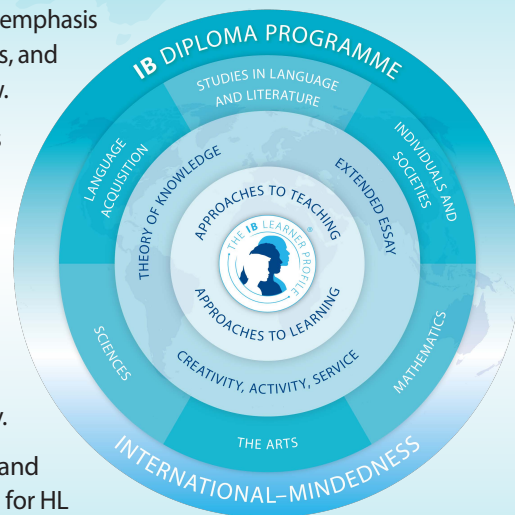 emphasis
s, and
y.
s
y.
and
for HL
IB DIPLOMA PROGRAMME
STUDIES IN LANGUAGE
AND LITERATURE
LANGUAGE
ACQUISITION
INDIVIDUALS AND
SOCIETIES
SCIENCES
MATHEMATICS
THE ARTS
THEORY OF KNOWLEDGE
EXTENDED ESSAY
CREATIVITY, ACTIVITY, SERVICE
APPROACHES TO TEACHING
APPROACHES TO LEARNING
THE IB LEARNER PROFILE
®
INTERNATIONAL–MINDEDNESS